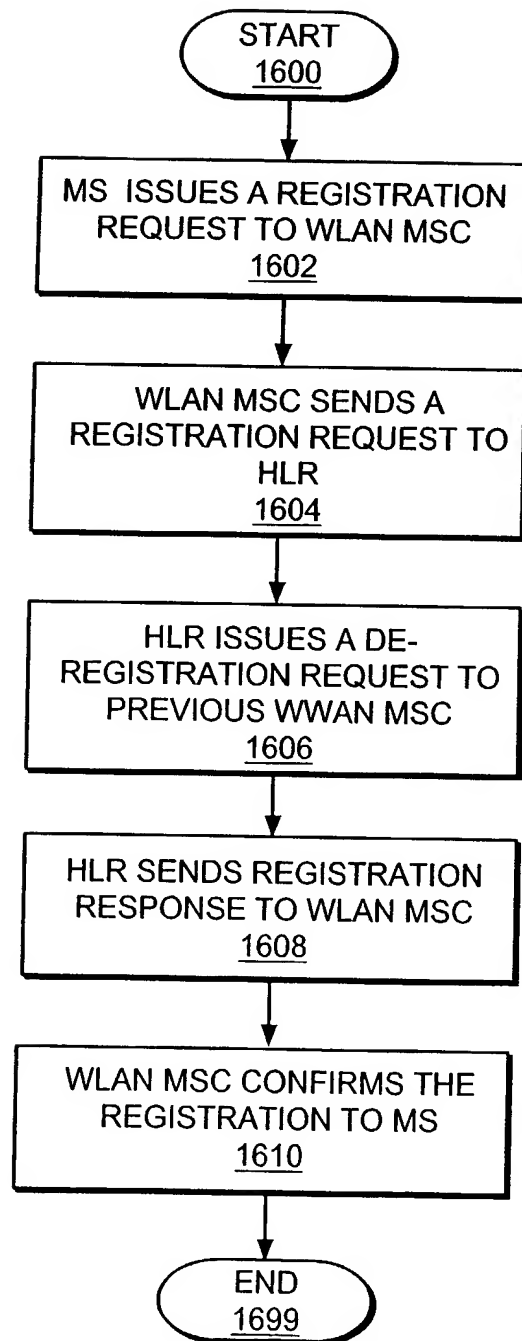 START
1600
MS ISSUES A REGISTRATION
REQUEST TO WLAN MSC
1602
WLAN MSC SENDS A
REGISTRATION REQUEST TO
HLR
1604
HLR ISSUES A DE-
REGISTRATION REQUEST TO
PREVIOUS WWAN MSC
1606
HLR SENDS REGISTRATION
RESPONSE TO WLAN MSC
1608
WLAN MSC CONFIRMS THE
REGISTRATION TO MS
1610
END
1699